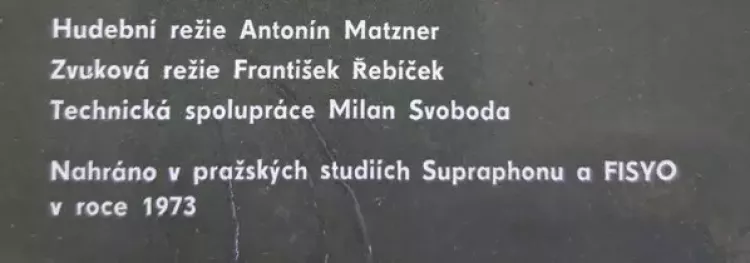 Hudební režie Antonín Matzner
Zvuková režie František Řebíček
Technická spolupráce Milan Svoboda
Nahráno v pražských studiích Supraphonu a FISYO
v roce 1973